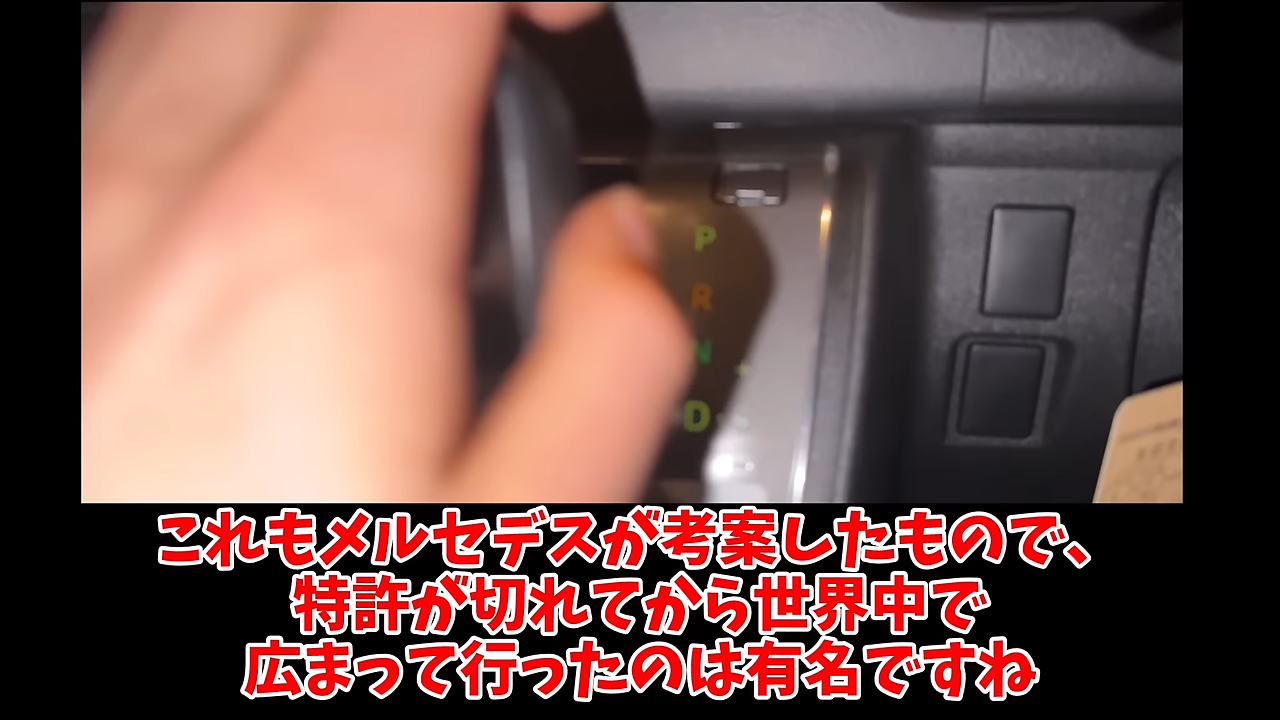 P
R
N
D
これもメルセデスが考案したもので、
特許が切れてから世界中で
広まって行ったのは有名ですね